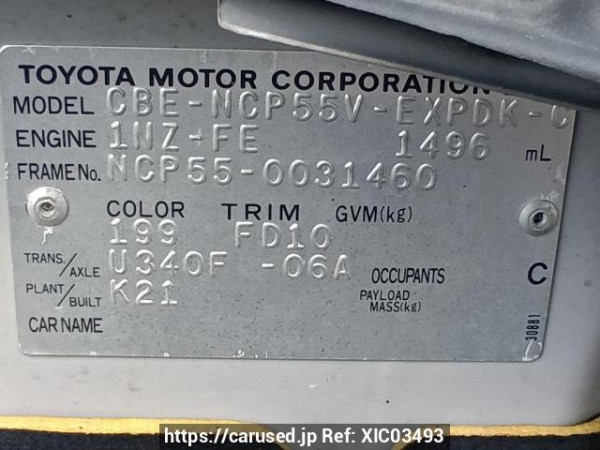 TOYOTA MOTOR CORPORATION
MODEL CBE-NCP55V-EXPDK-C
ENGINE 1NZ-FE 1496 mL
FRAME No. NCP55-0031460
COLOR TRIM GVM(kg)
199 FD10
TRANS./AXLE U340F -06A OCCUPANTS C
PLANT/BUILT K21 PAYLOAD MASS(kg)
CAR NAME
30881
https://carused.jp Ref: XIC03493